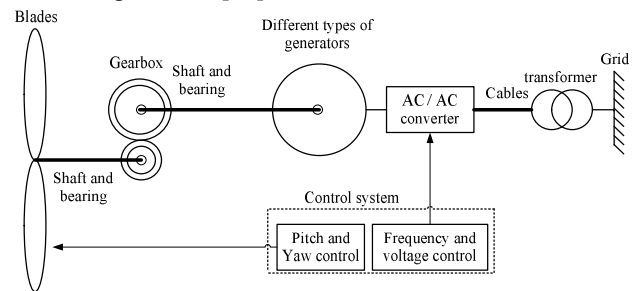 Blades
Different types of
generators
Grid
Gearbox
Shaft and
bearing
transformer
Cables
AC / AC
converter
Shaft and
bearing
Control system
Pitch and
Yaw control
Frequency and
voltage control